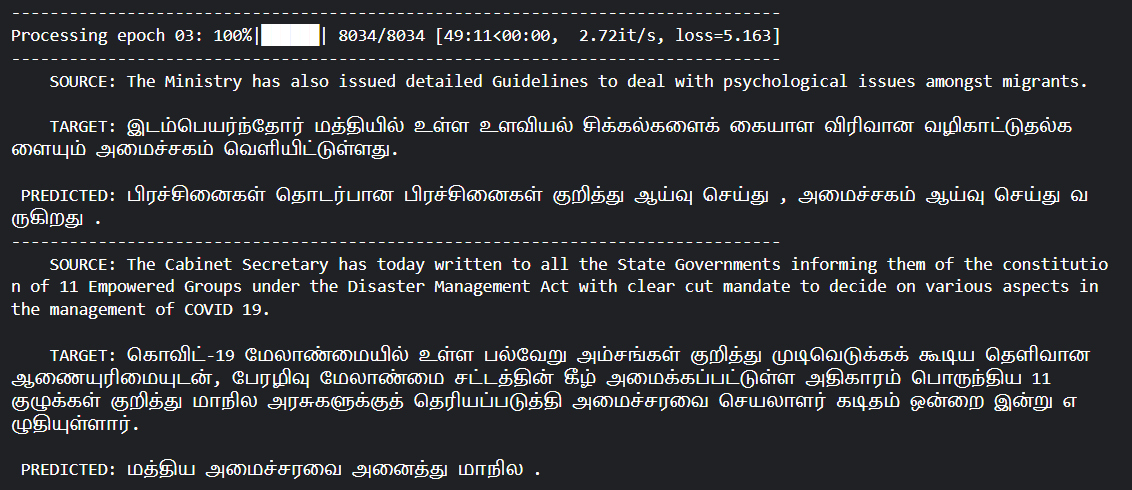 ------------------------------------------------------------------------------
Processing epoch 03: 100%|██████| 8034/8034 [49:11<00:00,  2.72it/s, loss=5.163]
------------------------------------------------------------------------------
    SOURCE: The Ministry has also issued detailed Guidelines to deal with psychological issues amongst migrants.
    TARGET: இடம்பெயர்ந்தோர் மத்தியில் உள்ள உளவியல் சிக்கல்களைக் கையாள விரிவான வழிகாட்டுதல்க
ளையும் அமைச்சகம் வெளியிட்டுள்ளது.
 PREDICTED: பிரச்சினைகள் தொடர்பான பிரச்சினைகள் குறித்து ஆய்வு செய்து , அமைச்சகம் ஆய்வு செய்து வ
ருகிறது .
------------------------------------------------------------------------------
    SOURCE: The Cabinet Secretary has today written to all the State Governments informing them of the constitutio
n of 11 Empowered Groups under the Disaster Management Act with clear cut mandate to decide on various aspects in
the management of COVID 19.
    TARGET: கொவிட்-19 மேலாண்மையில் உள்ள பல்வேறு அம்சங்கள் குறித்து முடிவெடுக்கக் கூடிய தெளிவான
ஆணையுரிமையுடன், பேரழிவு மேலாண்மை சட்டத்தின் கீழ் அமைக்கப்பட்டுள்ள அதிகாரம் பொருந்திய 11
குழுக்கள் குறித்து மாநில அரசுகளுக்குத் தெரியப்படுத்தி அமைச்சரவை செயலாளர் கடிதம் ஒன்றை இன்று எ
ழுதியுள்ளார்.
 PREDICTED: மத்திய அமைச்சரவை அனைத்து மாநில .